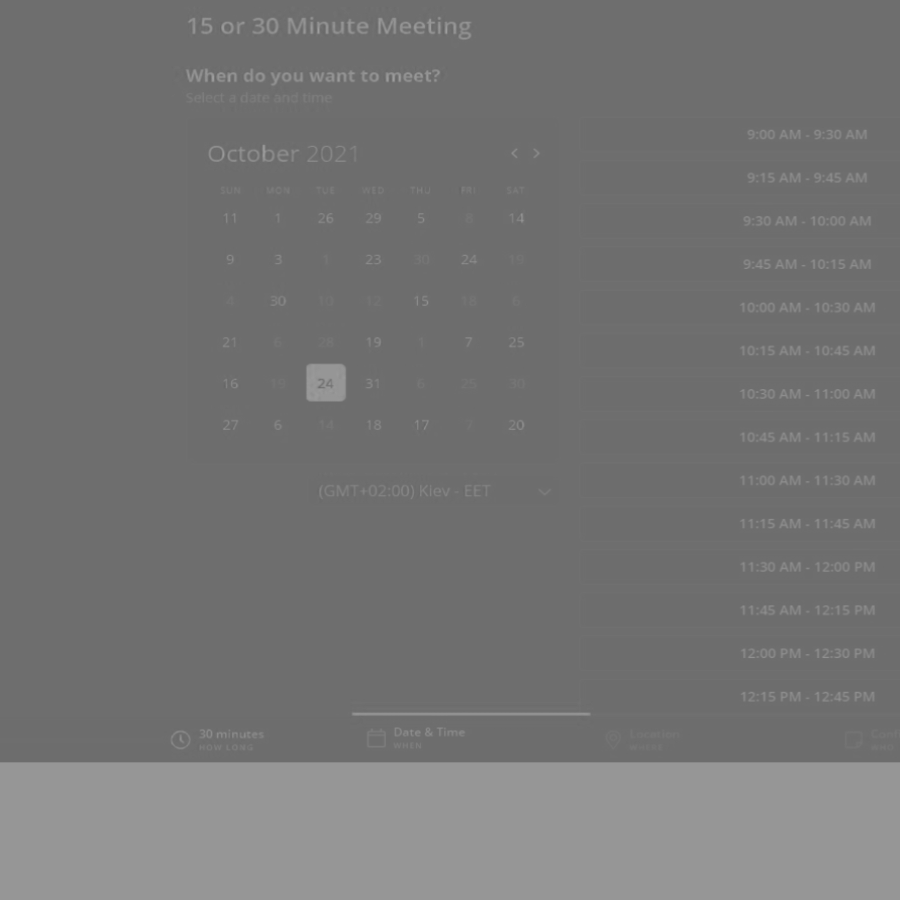 15 or 30 Minute Meeting
When do you want to meet?
Select a date and time
October 2021
SUN MON TUE WED THU FRI SAT
11 1 26 29 5 8 14
9 3 1 23 30 24 10
4 30 10 12 15 18 6
21 6 28 19 1 7 25
16 19 24 31 6 25 30
27 6 14 18 17 7 20
(GMT+02:00) Kiev - EET
9:00 AM - 9:30 AM
9:15 AM - 9:45 AM
9:30 AM - 10:00 AM
9:45 AM - 10:15 AM
10:00 AM - 10:30 AM
10:15 AM - 10:45 AM
10:30 AM - 11:00 AM
10:45 AM - 11:15 AM
11:00 AM - 11:30 AM
11:15 AM - 11:45 AM
11:30 AM - 12:00 PM
11:45 AM - 12:15 PM
12:00 PM - 12:30 PM
12:15 PM - 12:45 PM
30 minutes
HOW LONG
Date & Time
WHEN
Location
WHERE
Conf
WHO